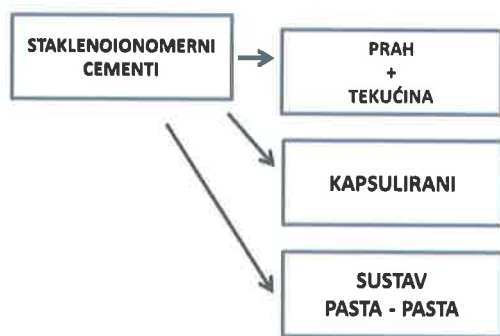 STAKLENOIONOMERNI
CEMENTI
PRAH
+
TEKUĆINA
KAPSULIRANI
SUSTAV
PASTA - PASTA